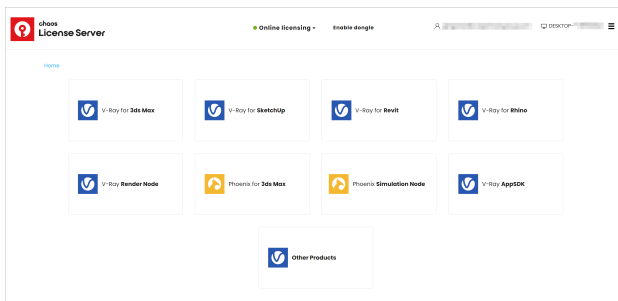 chaos
License Server
Online licensing
Enable dongle
DESKTOP-
Home
V-Ray for 3ds Max
V-Ray for SketchUp
V-Ray for Revit
V-Ray for Rhino
V-Ray Render Node
Phoenix for 3ds Max
Phoenix Simulation Node
V-Ray AppSDK
Other Products